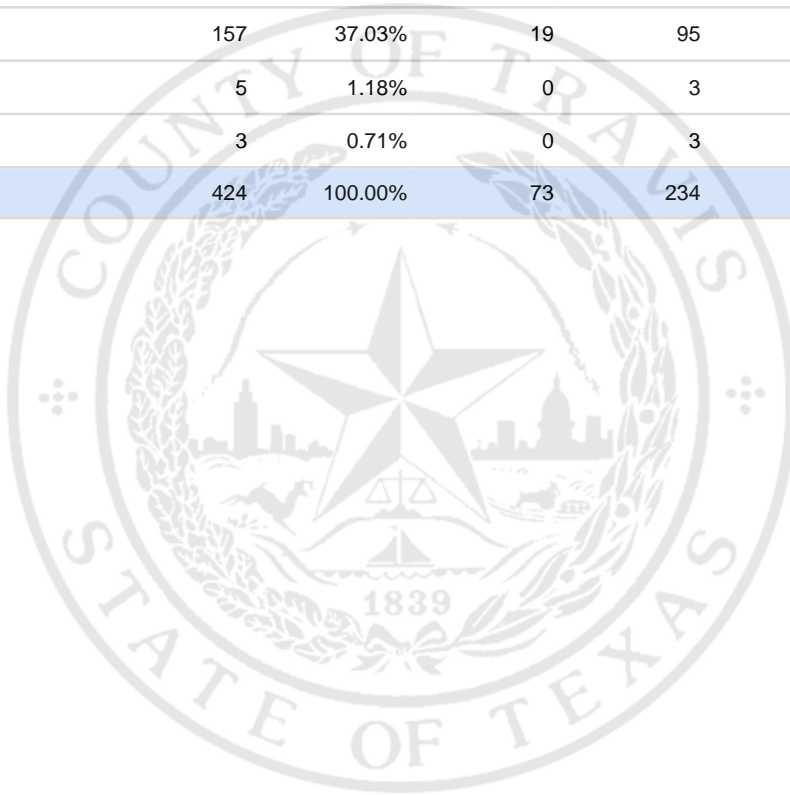 157 37.03% 19 95
5 1.18% 0 3
3 0.71% 0 3
424 100.00% 73 234
COUNTY OF TRAVIS
1839
STATE OF TEXAS